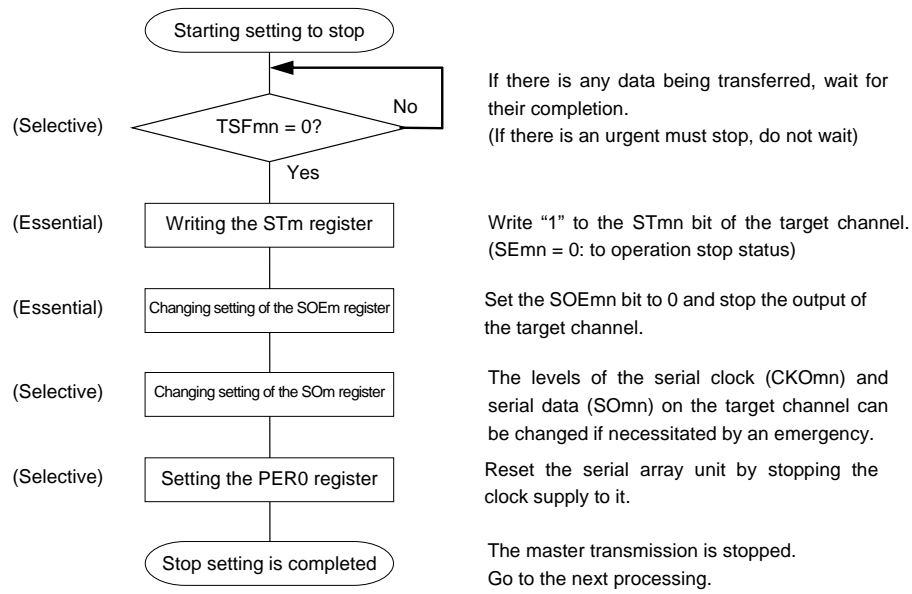 Starting setting to stop
If there is any data being transferred, wait for
their completion.
(If there is an urgent must stop, do not wait)
(Selective)
TSFmn = 0?
No
Yes
(Essential)
Writing the STm register
Write “1” to the STmn bit of the target channel.
(SEmn = 0: to operation stop status)
(Essential)
Changing setting of the SOEm register
Set the SOEmn bit to 0 and stop the output of
the target channel.
(Selective)
Changing setting of the SOm register
The levels of the serial clock (CKOmn) and
serial data (SOmn) on the target channel can
be changed if necessitated by an emergency.
(Selective)
Setting the PER0 register
Reset the serial array unit by stopping the
clock supply to it.
Stop setting is completed
The master transmission is stopped.
Go to the next processing.